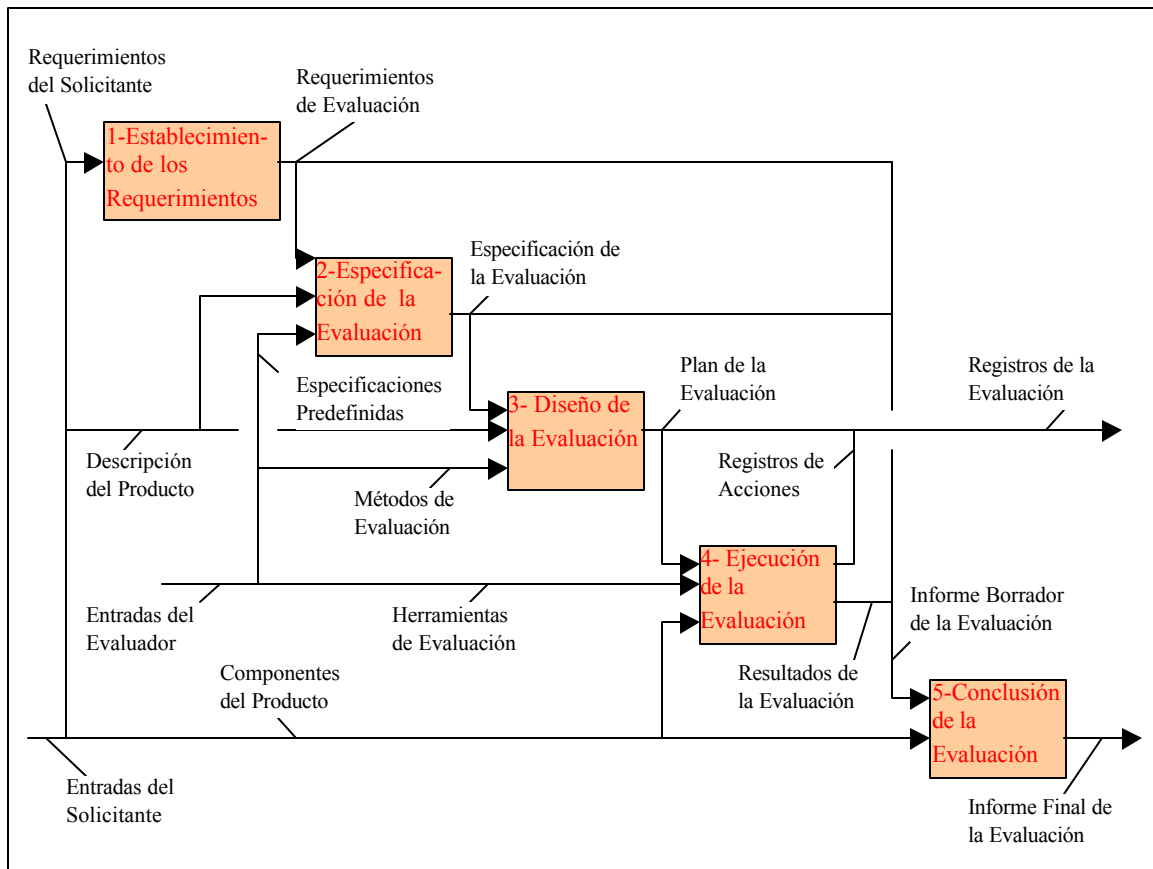 Requerimientos
del Solicitante
Requerimientos
de Evaluación
1-Establecimien-
to de los
Requerimientos
Especificación de
la Evaluación
2-Especifica-
ción de la
Evaluación
Especificaciones
Predefinidas
Plan de la
Evaluación
Registros de la
Evaluación
3- Diseño de
la Evaluación
Descripción
del Producto
Métodos de
Evaluación
Registros de
Acciones
4- Ejecución
de la
Evaluación
Entradas del
Evaluador
Herramientas
de Evaluación
Informe Borrador
de la Evaluación
Componentes
del Producto
Resultados de
la Evaluación
5-Conclusión
de la
Evaluación
Entradas del
Solicitante
Informe Final de
la Evaluación